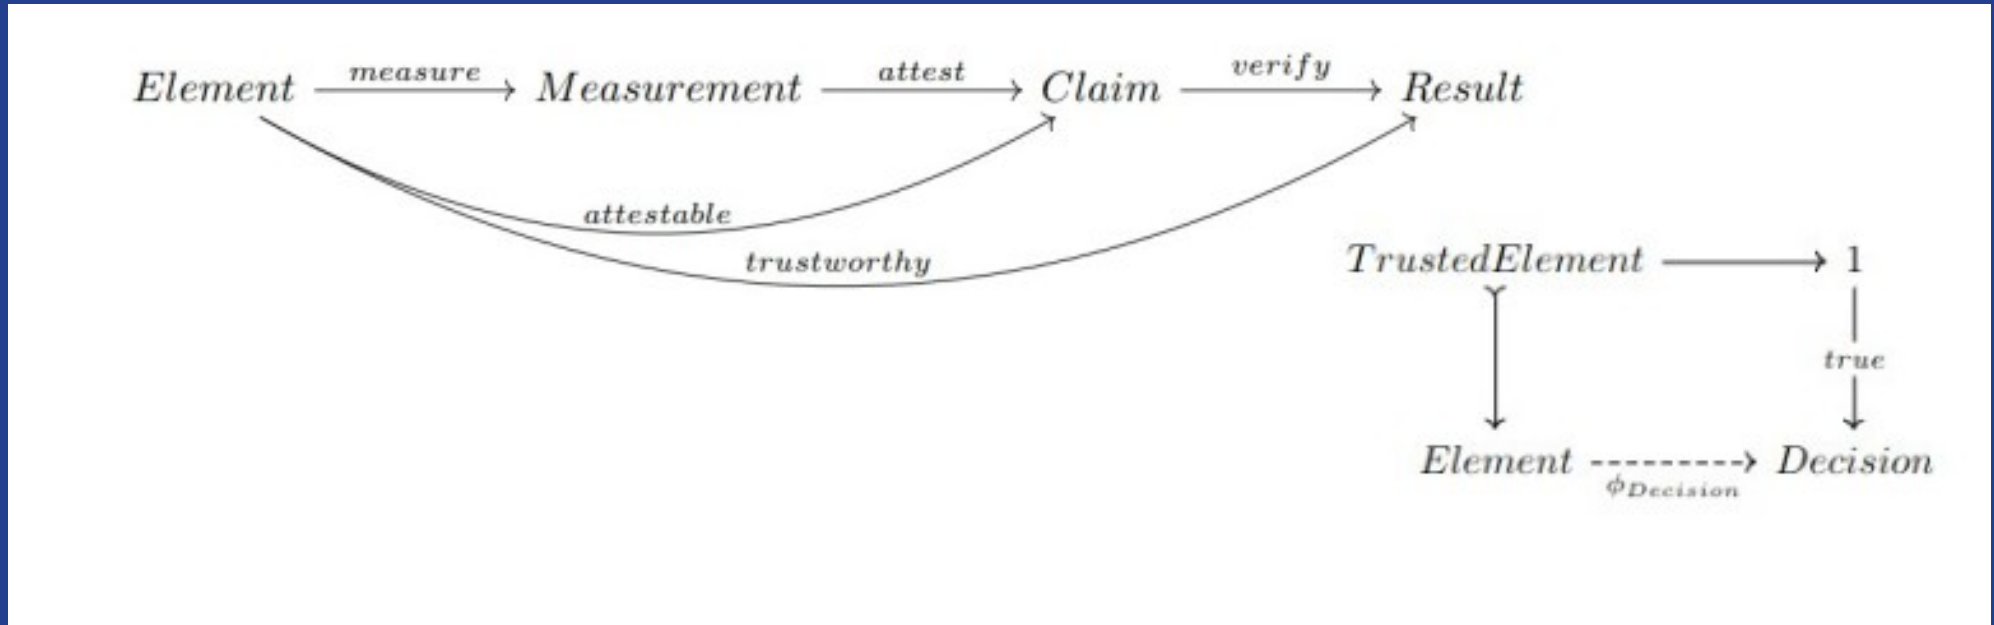 measure attest verify
Element Measurement Claim Result
attestable
trustworthy
TrustedElement 1
true
Element Decision
ϕDecision